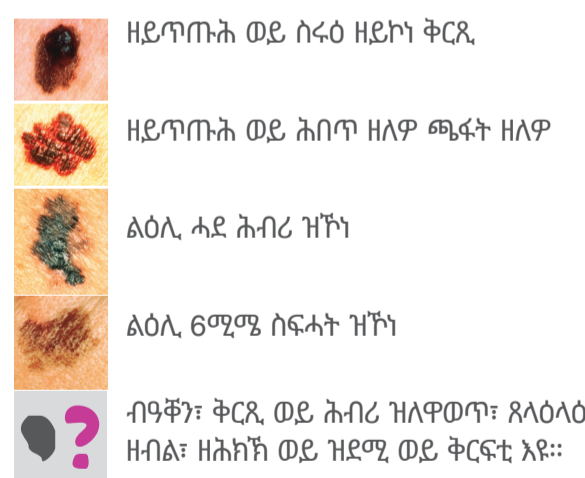 ዘይጥጡሕ ወይ ስሩዕ ዘይኮነ ቅርጺ
ዘይጥጡሕ ወይ ሕበጥ ዘለዎ ጫፋት ዘለዎ
ልዕሊ ሓደ ሕብሪ ዝኾነ
ልዕሊ 6ሚሜ ስፍሓት ዝኾነ
ብዓቐን፣ ቅርጺ ወይ ሕብሪ ዝለዋወጥ፣ ጸላዕላዕ
ዘብል፣ ዘሕክኽ ወይ ዝደሚ ወይ ቅርፍቲ እዩ።